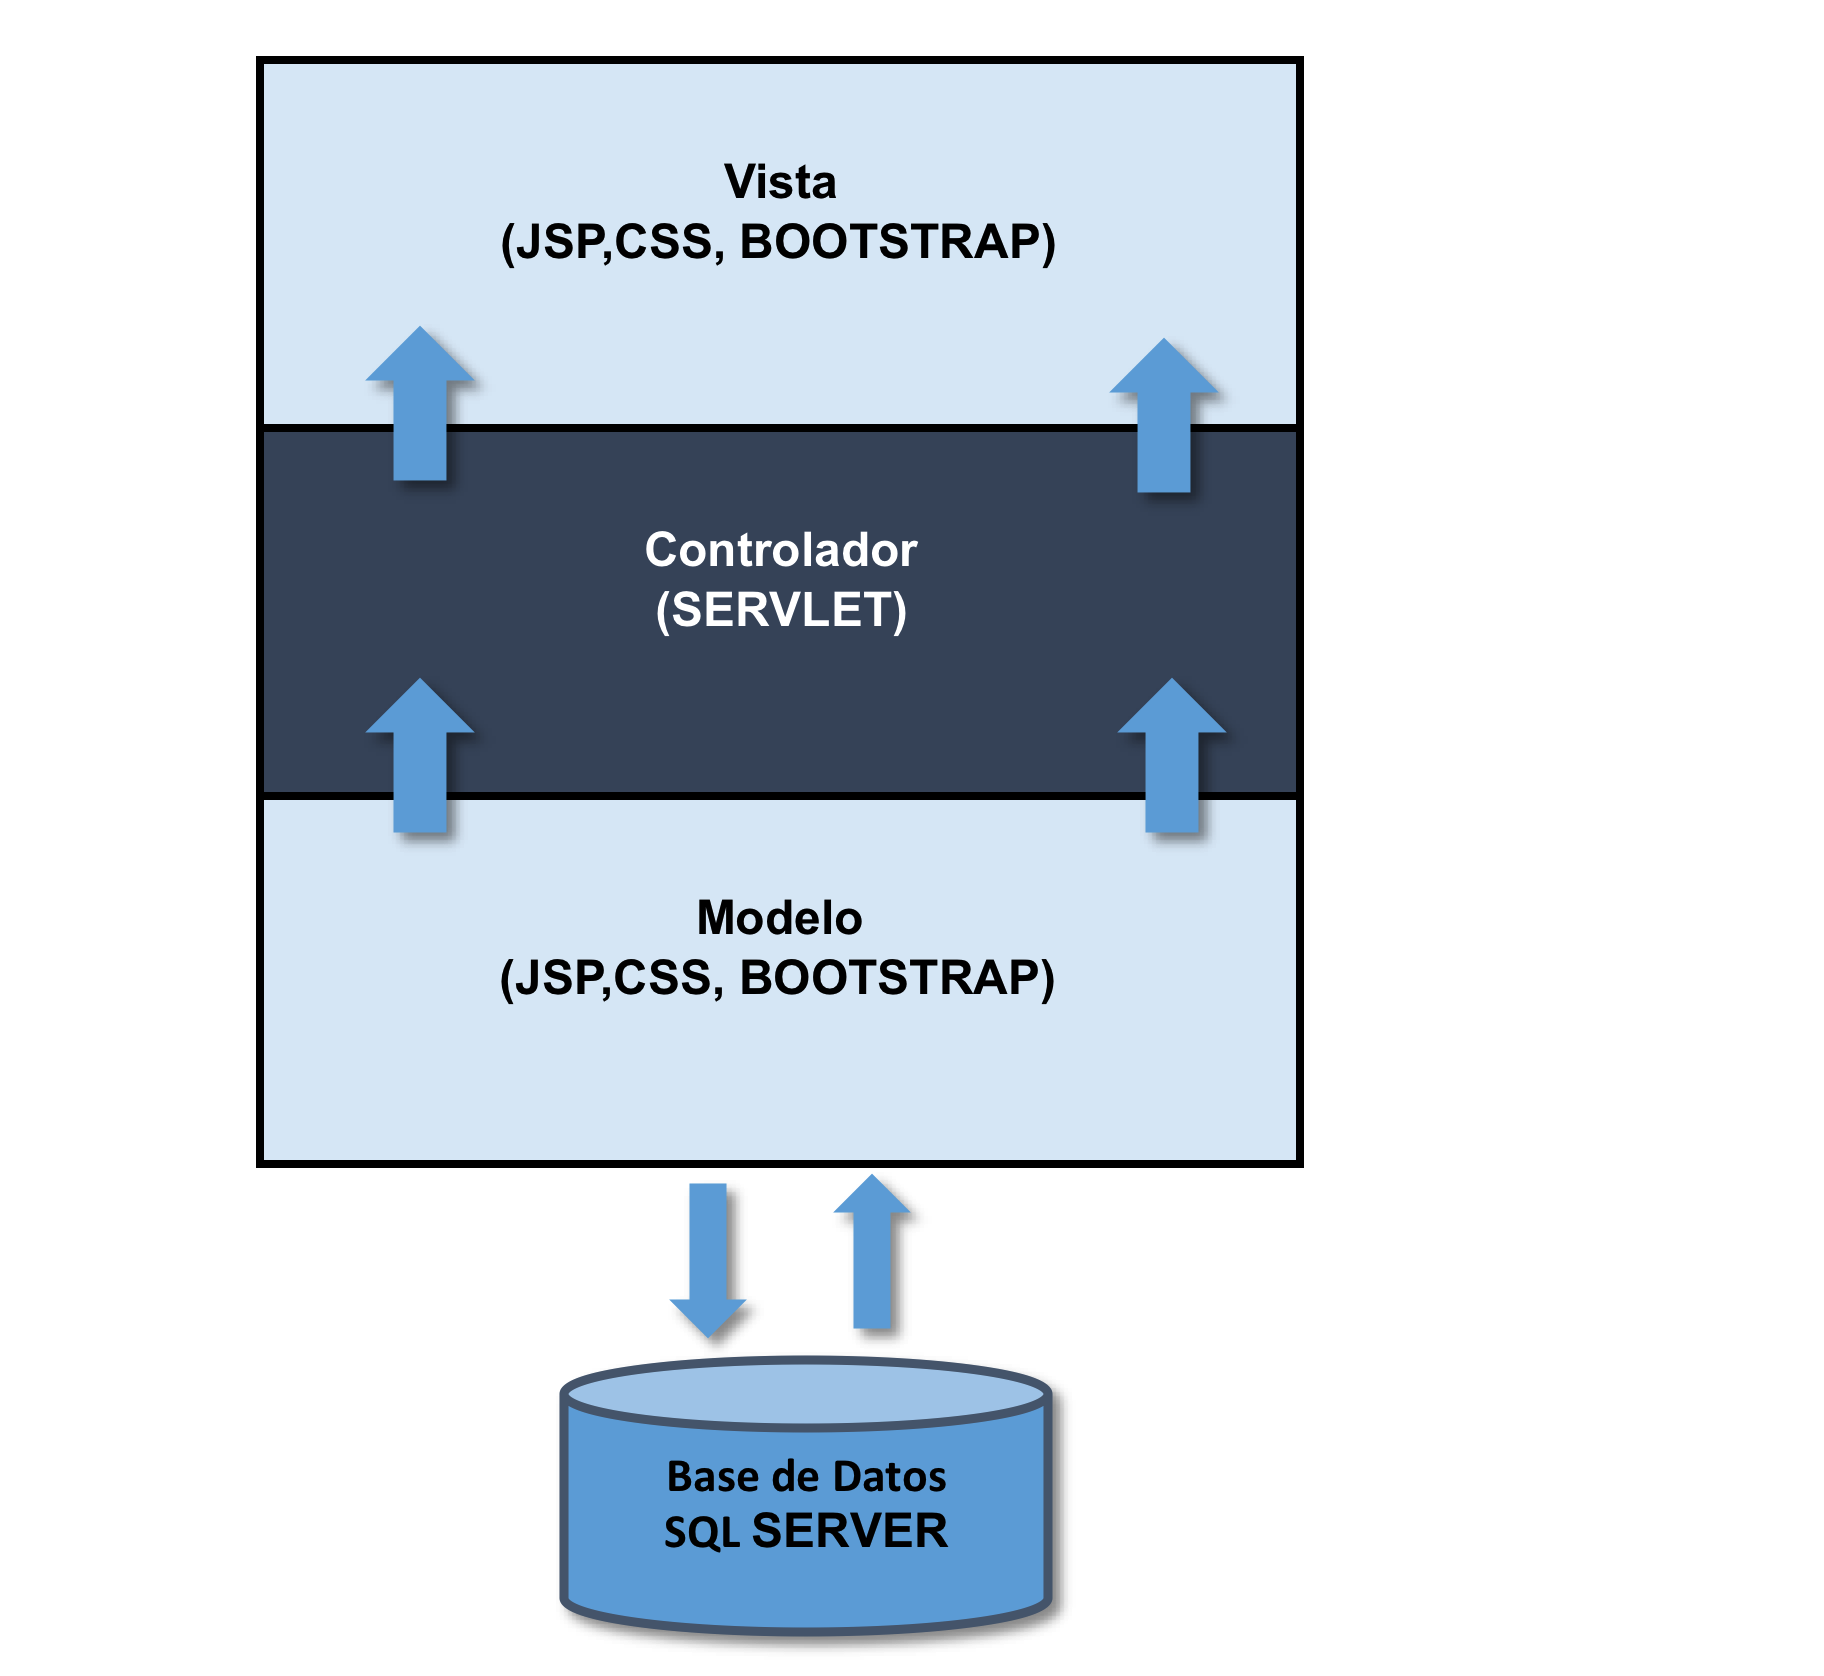 Vista
(JSP,CSS, BOOTSTRAP)
Controlador
(SERVLET)
Modelo
(JSP,CSS, BOOTSTRAP)
Base de Datos
SQL SERVER